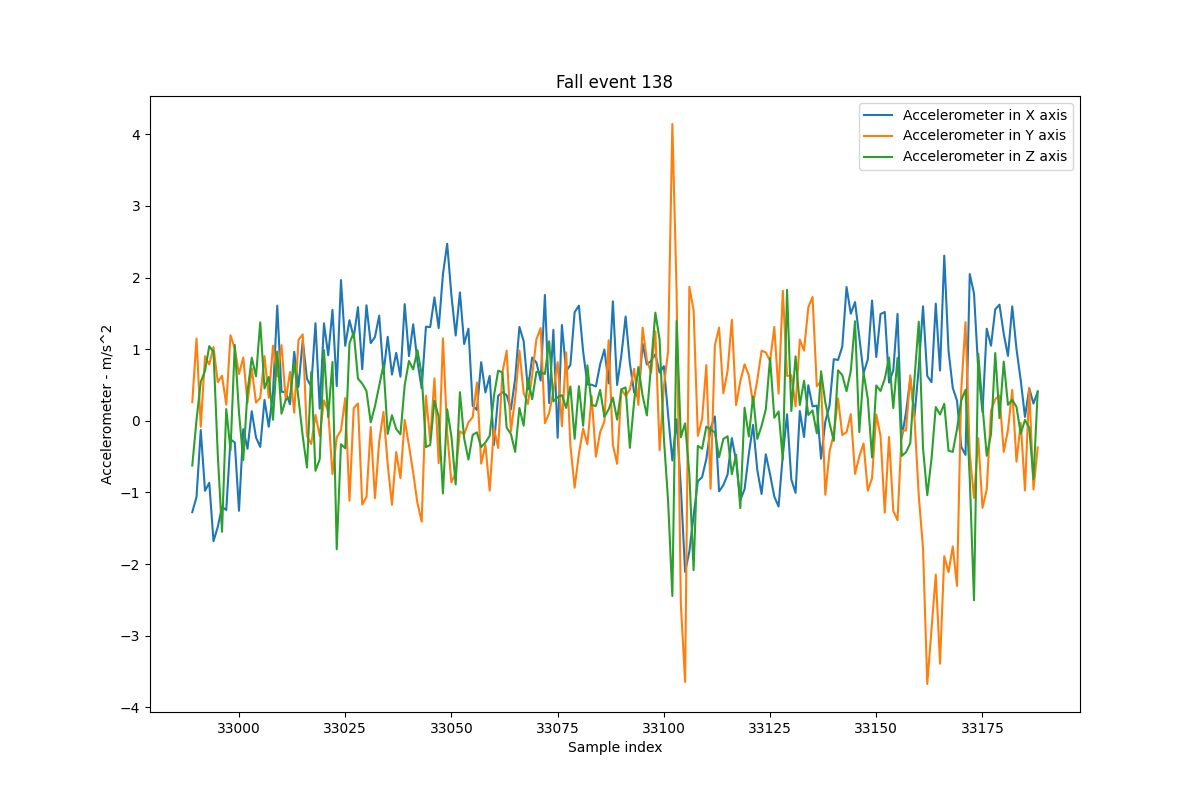 Fall event 138
Accelerometer in X axis
Accelerometer in Y axis
Accelerometer in Z axis
Accelerometer - m/s^2
4
3
2
1
0
−1
−2
−3
−4
33000 33025 33050 33075 33100 33125 33150 33175
Sample index